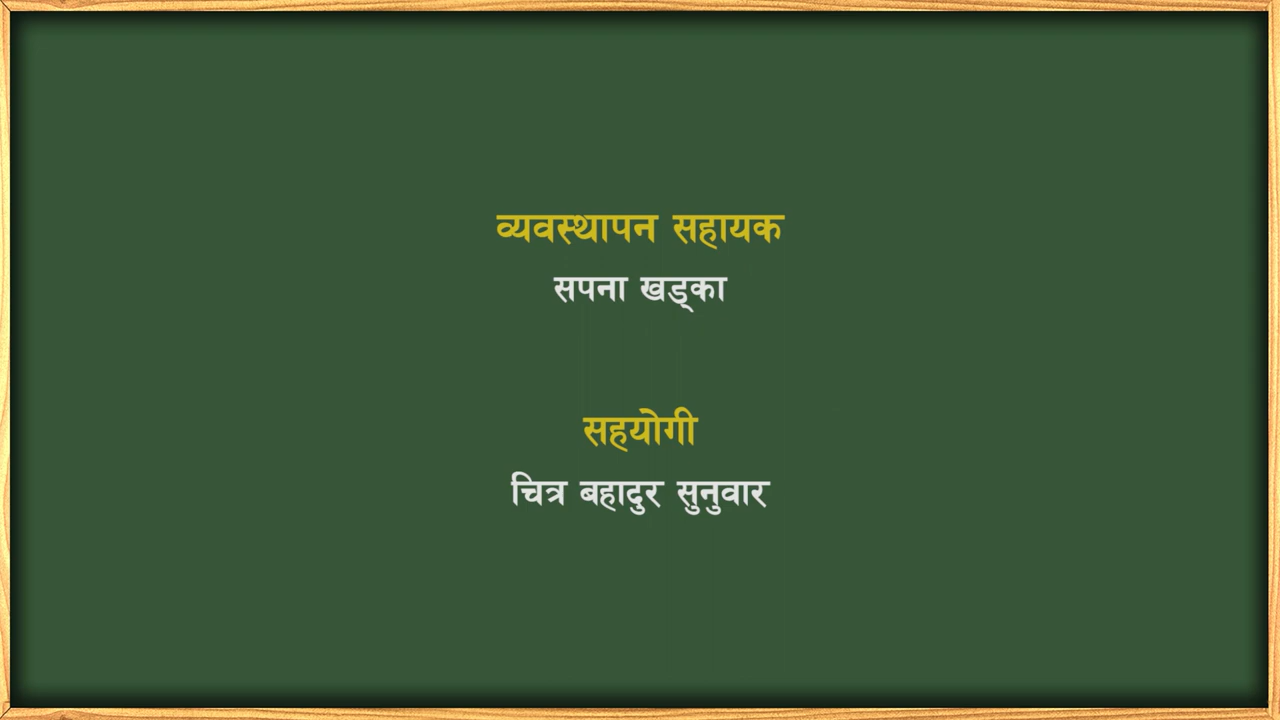 व्यवस्थापन सहायक
सपना खड्का
सहयोगी
चित्र बहादुर सुनुवार